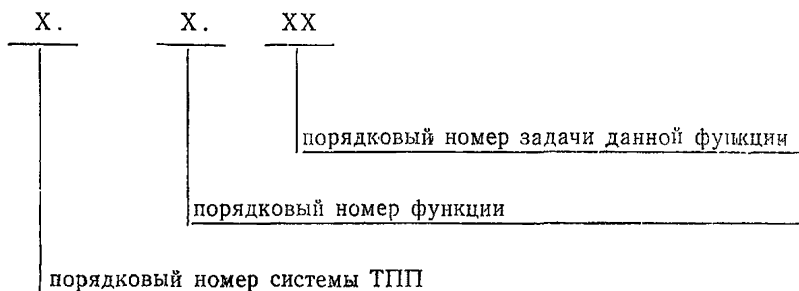 X. X. XX
порядковый номер задачи данной функции
порядковый номер функции
порядковый номер системы ТПП